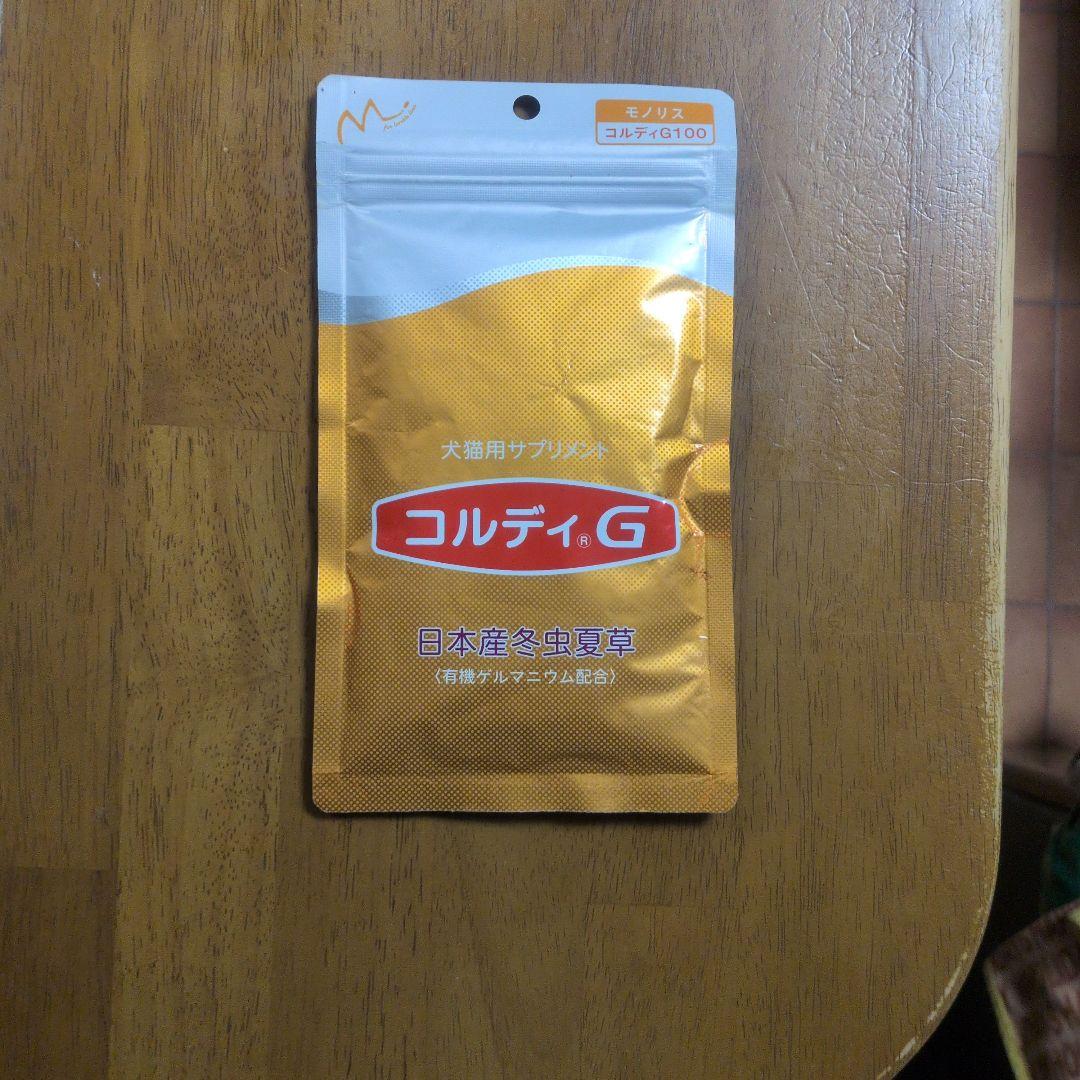 モノリス
コルディG100
犬猫用サプリメント
コルディ®G
日本産冬虫夏草
〈有機ゲルマニウム配合〉